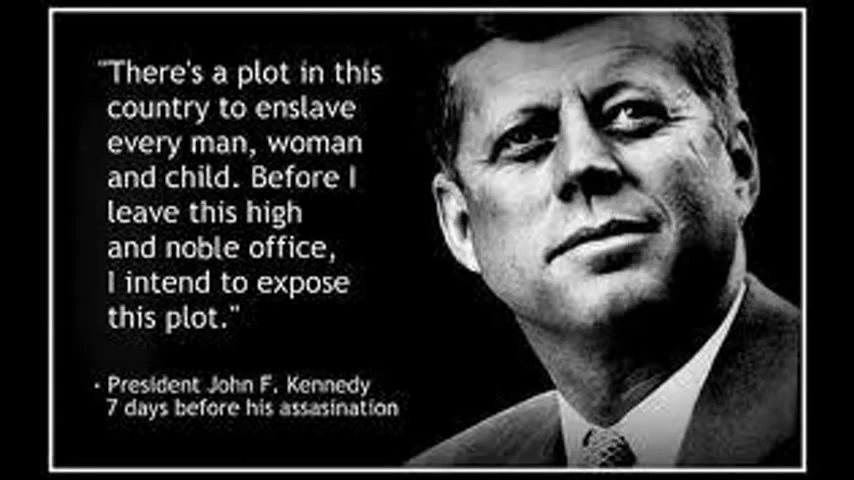 "There's a plot in this
country to enslave
every man, woman
and child. Before I
leave this high
and noble office,
I intend to expose
this plot."
· President John F. Kennedy
7 days before his assasination